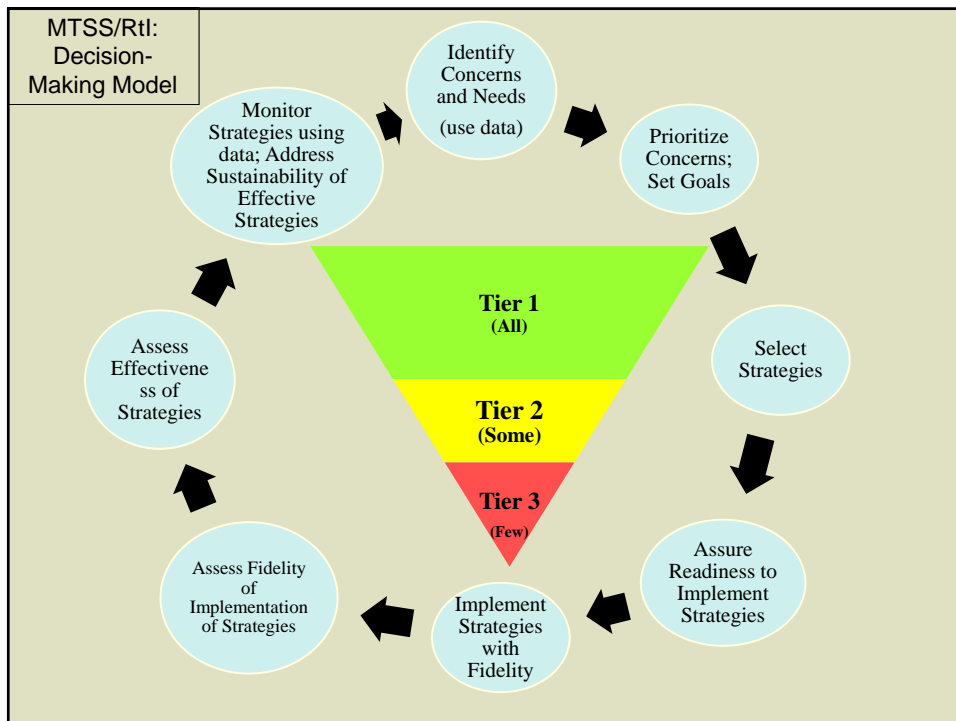 MTSS/RtI:
Decision-
Making Model
Identify
Concerns
and Needs
(use data)
Prioritize
Concerns;
Set Goals
Select
Strategies
Assure
Readiness to
Implement
Strategies
Implement
Strategies
with
Fidelity
Assess Fidelity
of
Implementation
of Strategies
Assess
Effectivene
ss of
Strategies
Monitor
Strategies using
data; Address
Sustainability of
Effective
Strategies
Tier 1
(All)
Tier 2
(Some)
Tier 3
(Few)